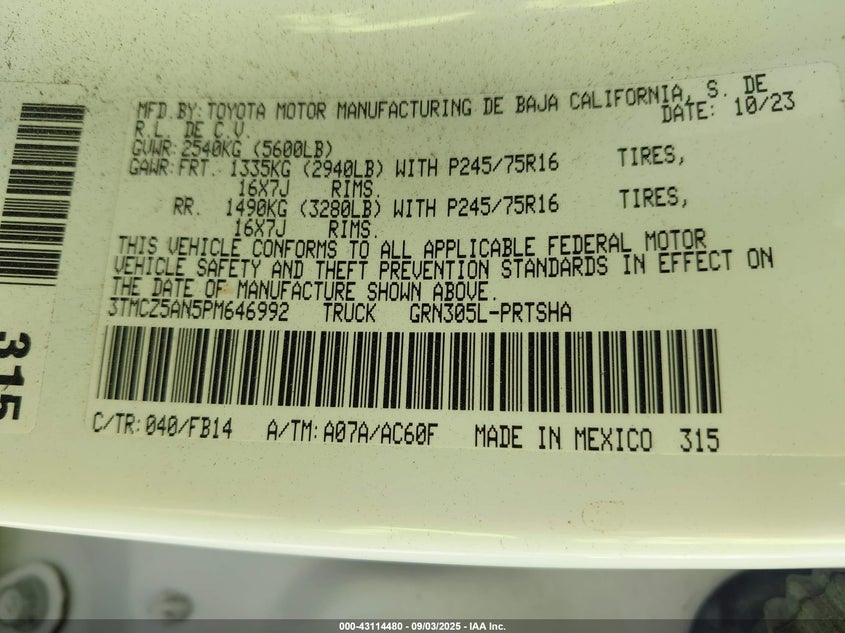 MFD BY: TOYOTA MOTOR MANUFACTURING DE BAJA CALIFORNIA, S. DE
R.L. DE C.V. DATE: 10/23
GVWR: 2540KG (5600LB)
GAWR: FRT. 1335KG (2940LB) WITH P245/75R16 TIRES,
16X7J RIMS.
RR. 1490KG (3280LB) WITH P245/75R16 TIRES,
16X7J RIMS.
THIS VEHICLE CONFORMS TO ALL APPLICABLE FEDERAL MOTOR
VEHICLE SAFETY AND THEFT PREVENTION STANDARDS IN EFFECT ON
THE DATE OF MANUFACTURE SHOWN ABOVE.
3TMCZ5AN5PM646992 TRUCK GRN305L-PRTSHA
C/TR: 040/FB14 A/TM: A07A/AC60F MADE IN MEXICO 315
315
000-43114480 - 09/03/2025 - IAA Inc.